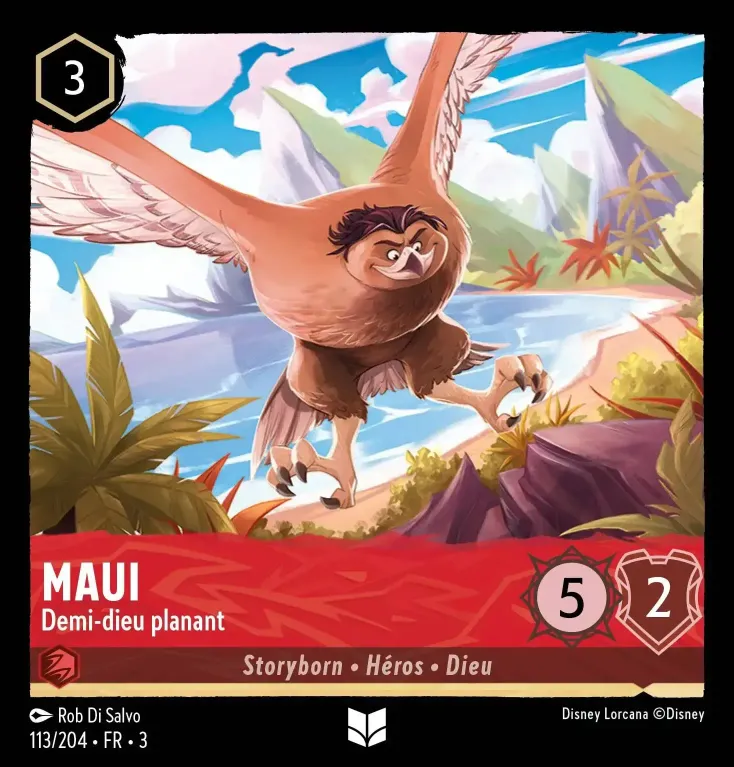 3
MAUI
Demi-dieu planant
5 2
Storyborn • Héros • Dieu
Rob Di Salvo
Disney Lorcana ©Disney
113/204 • FR • 3